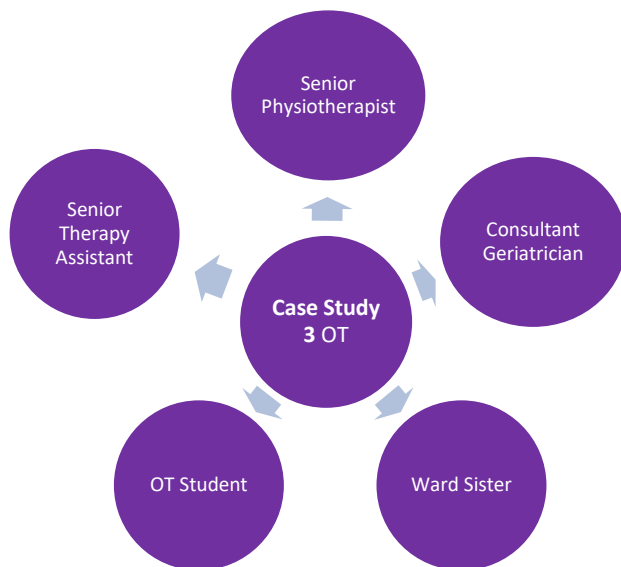 Senior
Physiotherapist
Senior
Therapy
Assistant
Consultant
Geriatrician
Case Study
3 OT
OT Student
Ward Sister